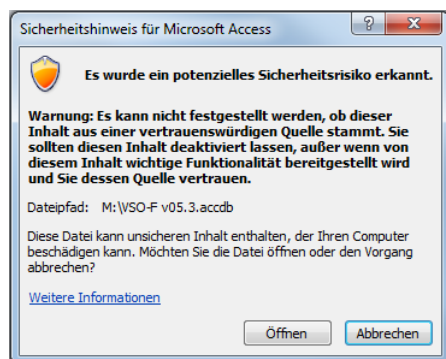 Sicherheitshinweis für Microsoft Access
Es wurde ein potenzielles Sicherheitsrisiko erkannt.
Warnung: Es kann nicht festgestellt werden, ob dieser
Inhalt aus einer vertrauenswürdigen Quelle stammt. Sie
sollten diesen Inhalt deaktiviert lassen, außer wenn von
diesem Inhalt wichtige Funktionalität bereitgestellt wird
und Sie dessen Quelle vertrauen.
Dateipfad: M:\VSO-F v05.3.accdb
Diese Datei kann unsicheren Inhalt enthalten, der Ihren Computer
beschädigen kann. Möchten Sie die Datei öffnen oder den Vorgang
abbrechen?
Weitere Informationen
Öffnen Abbrechen